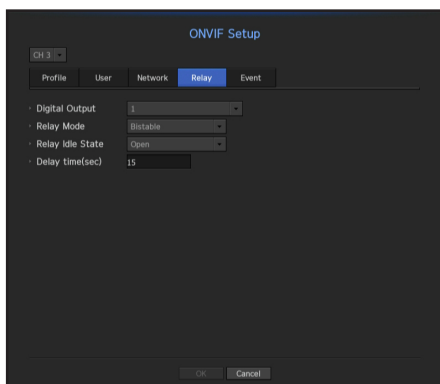 ONVIF Setup
CH 3
Profile User Network Relay Event
Digital Output 1
Relay Mode Bistable
Relay Idle State Open
Delay time(sec) 15
OK Cancel